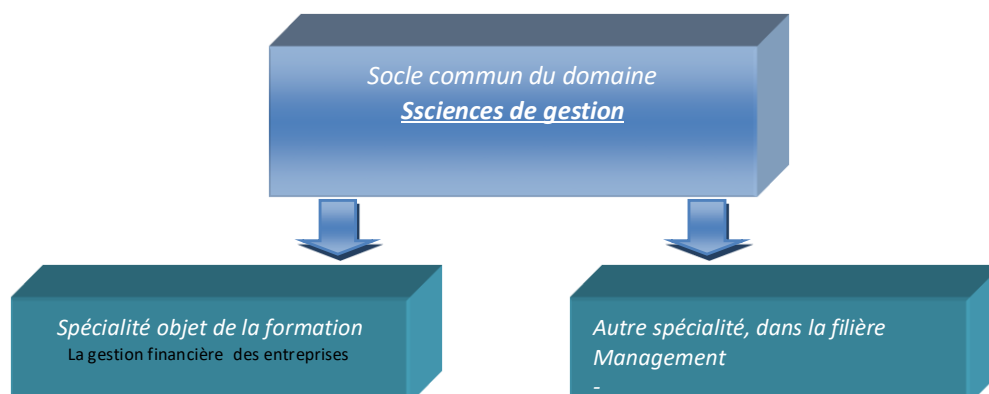 Socle commun du domaine
Ssciences de gestion
Spécialité objet de la formation
La gestion financière des entreprises
Autre spécialité, dans la filière
Management
-